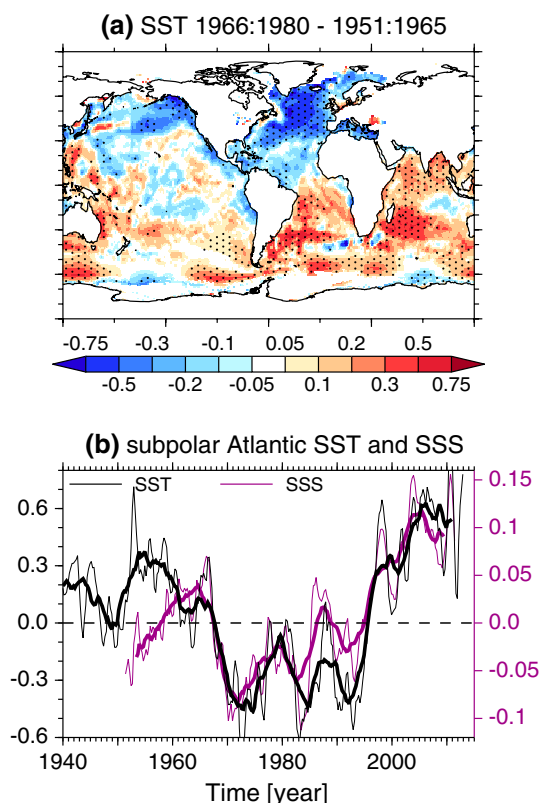 (a) SST 1966:1980 - 1951:1965
-0.75 -0.3 -0.1 0.05 0.2 0.5
-0.5 -0.2 -0.05 0.1 0.3 0.75
(b) subpolar Atlantic SST and SSS
SST SSS
0.6
0.3
0.0
-0.3
-0.6
0.15
0.1
0.05
0.0
-0.05
-0.1
1940 1960 1980 2000
Time [year]